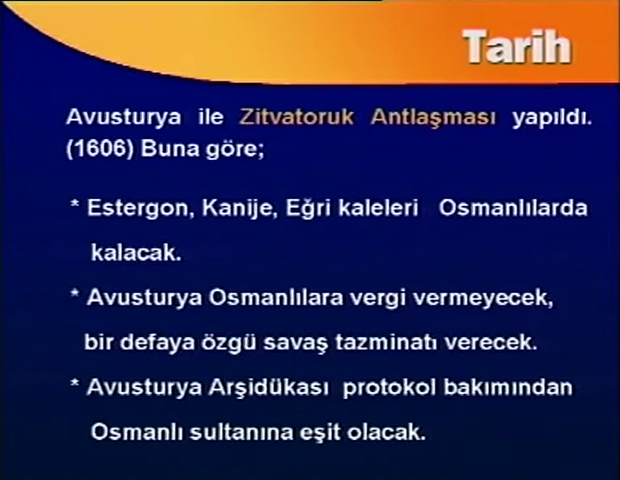 Tarih
Avusturya ile Zitvatoruk Antlaşması yapıldı.
(1606) Buna göre;
* Estergon, Kanije, Eğri kaleleri Osmanlılarda
kalacak.
* Avusturya Osmanlılara vergi vermeyecek,
bir defaya özgü savaş tazminatı verecek.
* Avusturya Arşidükası protokol bakımından
Osmanlı sultanına eşit olacak.